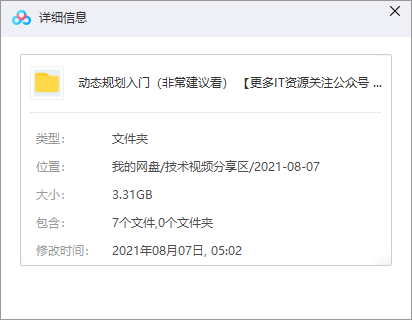 详细信息
动态规划入门（非常建议看） 【更多IT资源关注公众号 ...
类型： 文件夹
位置： 我的网盘/技术视频分享区/2021-08-07
大小： 3.31GB
包含： 7个文件,0个文件夹
修改时间： 2021年08月07日, 05:02